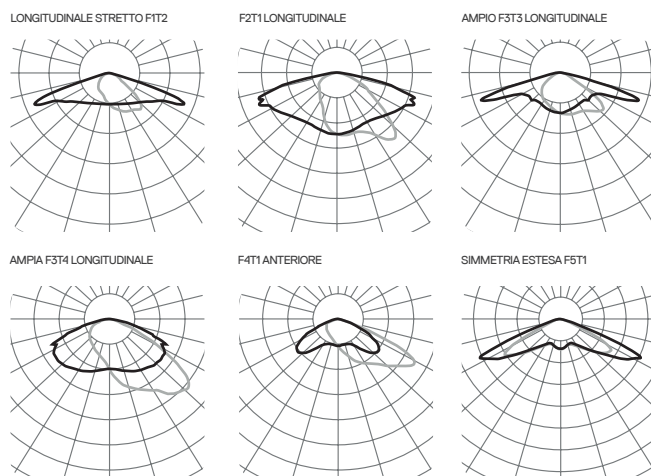 LONGITUDINALE STRETTO F1T2
F2T1 LONGITUDINALE
AMPIO F3T3 LONGITUDINALE
AMPIA F3T4 LONGITUDINALE
F4T1 ANTERIORE
SIMMETRIA ESTESA F5T1